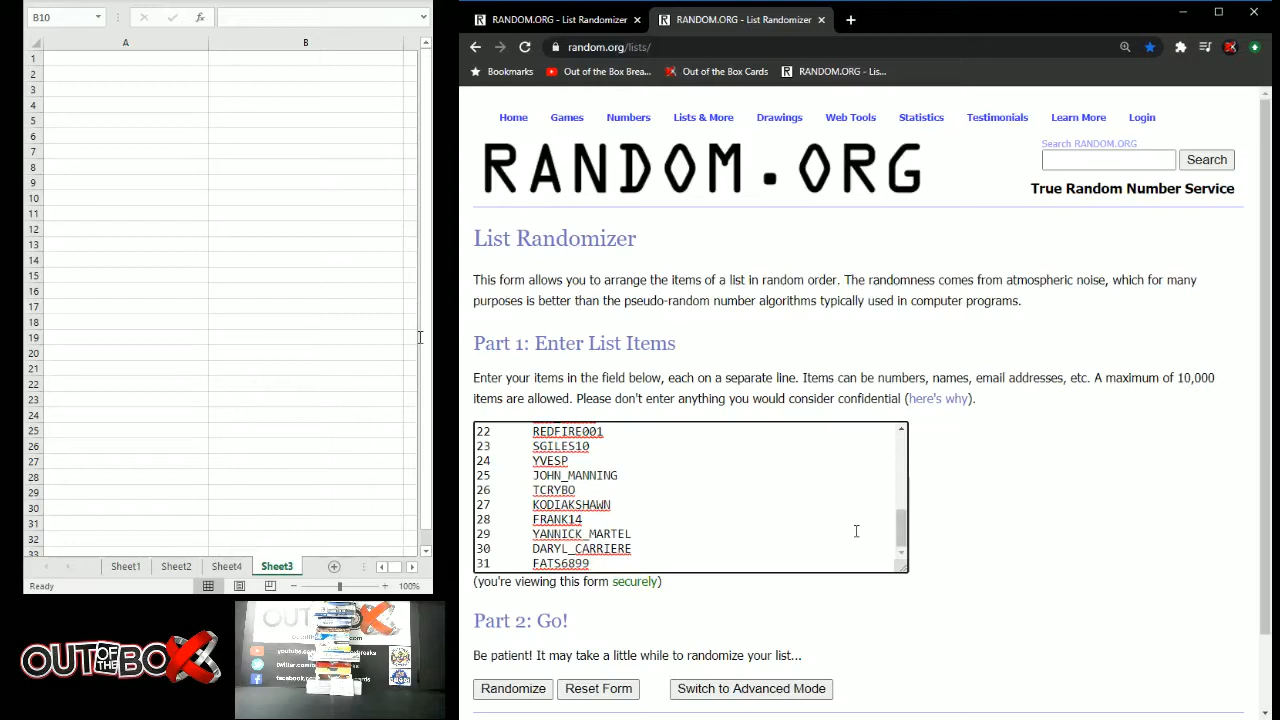 B10
A B
1
2
3
4
5
6
7
8
9
10
11
12
13
14
15
16
17
18
19
20
21
22
23
24
25
26
27
28
29
30
31
32
33
Sheet1 Sheet2 Sheet4 Sheet3
Ready 100%
OUT OF THE BOX
RANDOM.ORG - List Randomizer RANDOM.ORG - List Randomizer
random.org/lists/
Bookmarks Out of the Box Brea... Out of the Box Cards RANDOM.ORG - Lis...
Home Games Numbers Lists & More Drawings Web Tools Statistics Testimonials Learn More Login
RANDOM.ORG
Search RANDOM.ORG
Search
True Random Number Service
List Randomizer
This form allows you to arrange the items of a list in random order. The randomness comes from atmospheric noise, which for many
purposes is better than the pseudo-random number algorithms typically used in computer programs.
Part 1: Enter List Items
Enter your items in the field below, each on a separate line. Items can be numbers, names, email addresses, etc. A maximum of 10,000
items are allowed. Please don't enter anything you would consider confidential (here's why).
22 REDFIRE001
23 SGILES10
24 YVESP
25 JOHN_MANNING
26 TCRYBO
27 KODIAKSHAWN
28 FRANK14
29 YANNICK_MARTEL
30 DARYL_CARRIERE
31 FATS6899
(you're viewing this form securely)
Part 2: Go!
Be patient! It may take a little while to randomize your list...
Randomize Reset Form Switch to Advanced Mode